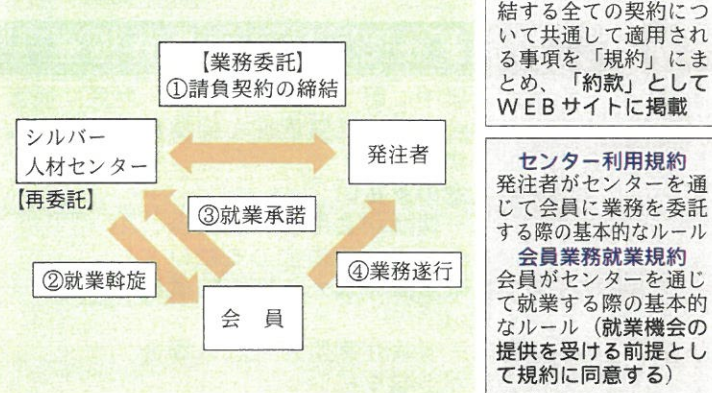 【業務委託】
①請負契約の締結
シルバー
人材センター
発注者
【再委託】
③就業承諾
②就業斡旋
④業務遂行
会　員
結する全ての契約につ
いて共通して適用され
る事項を「規約」にま
とめ、「約款」として
ＷＥＢサイトに掲載
センター利用規約
発注者がセンターを通
じて会員に業務を委託
する際の基本的なルール
会員業務就業規約
会員がセンターを通じ
て就業する際の基本的
なルール（就業機会の
提供を受ける前提とし
て規約に同意する）